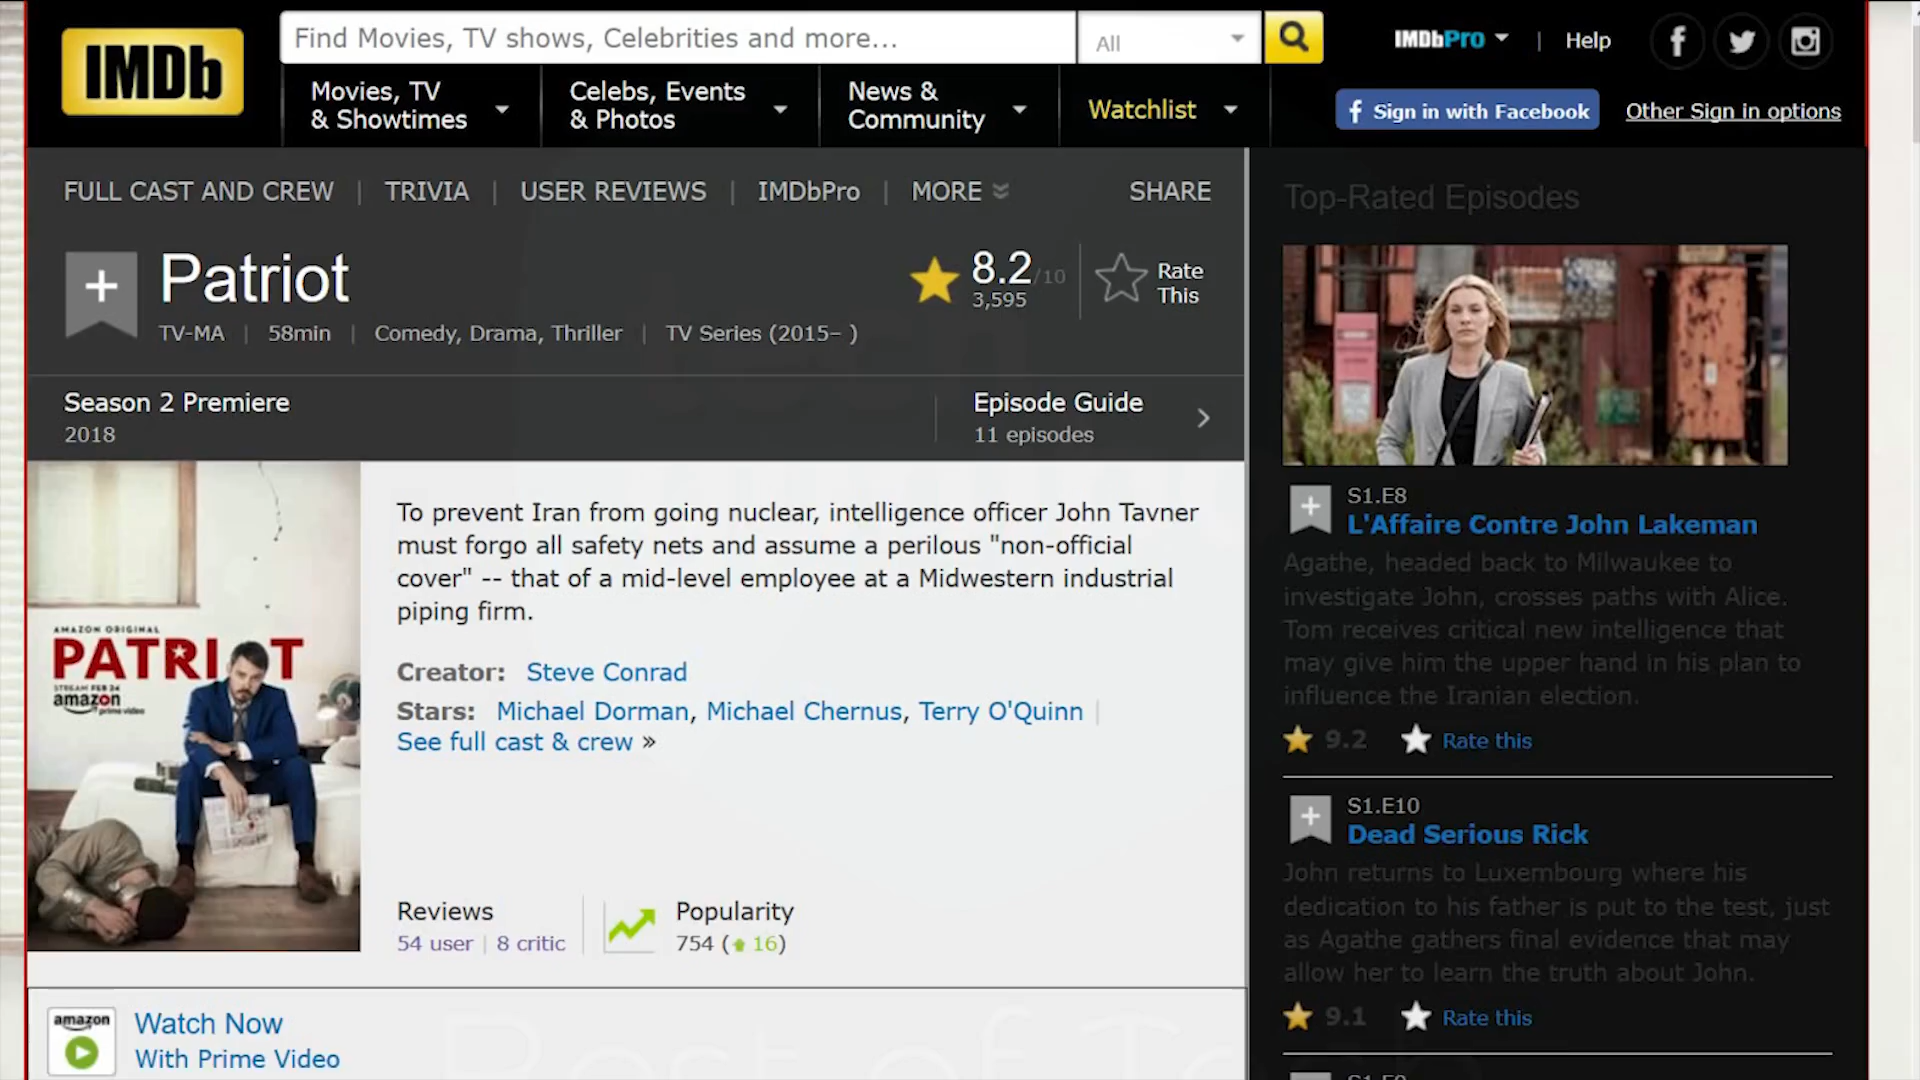 IMDb
Find Movies, TV shows, Celebrities and more...
All
IMDbPro
Help
Movies, TV
& Showtimes
Celebs, Events
& Photos
News &
Community
Watchlist
Sign in with Facebook
Other Sign in options
FULL CAST AND CREW | TRIVIA | USER REVIEWS | IMDbPro | MORE
SHARE
Patriot
8.2/10
3,595
Rate
This
TV-MA | 58min | Comedy, Drama, Thriller | TV Series (2015– )
Season 2 Premiere
2018
Episode Guide
11 episodes
AMAZON ORIGINAL
PATRIOT
STREAM FEB 24
amazon
prime video
To prevent Iran from going nuclear, intelligence officer John Tavner
must forgo all safety nets and assume a perilous "non-official
cover" -- that of a mid-level employee at a Midwestern industrial
piping firm.
Creator: Steve Conrad
Stars: Michael Dorman, Michael Chernus, Terry O'Quinn |
See full cast & crew »
Reviews
54 user | 8 critic
Popularity
754 (16)
amazon
Watch Now
With Prime Video
Top-Rated Episodes
S1.E8
L'Affaire Contre John Lakeman
Agathe, headed back to Milwaukee to
investigate John, crosses paths with Alice.
Tom receives critical new intelligence that
may give him the upper hand in his plan to
influence the Iranian election.
9.2
Rate this
S1.E10
Dead Serious Rick
John returns to Luxembourg where his
dedication to his father is put to the test, just
as Agathe gathers final evidence that may
allow her to learn the truth about John.
9.1
Rate this